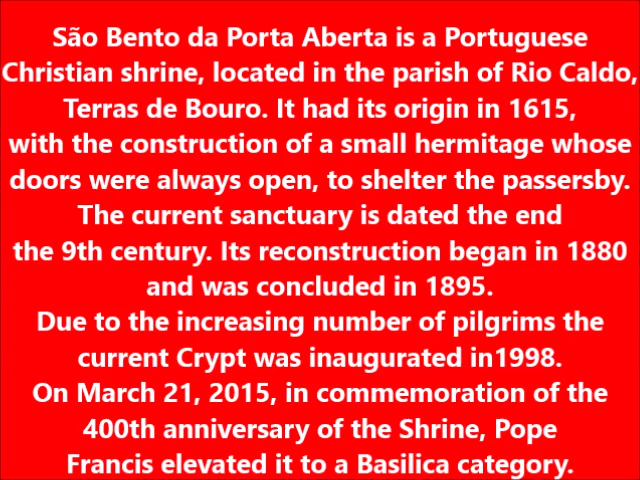 São Bento da Porta Aberta is a Portuguese
Christian shrine, located in the parish of Rio Caldo,
Terras de Bouro. It had its origin in 1615,
with the construction of a small hermitage whose
doors were always open, to shelter the passersby.
The current sanctuary is dated the end
the 9th century. Its reconstruction began in 1880
and was concluded in 1895.
Due to the increasing number of pilgrims the
current Crypt was inaugurated in1998.
On March 21, 2015, in commemoration of the
400th anniversary of the Shrine, Pope
Francis elevated it to a Basilica category.